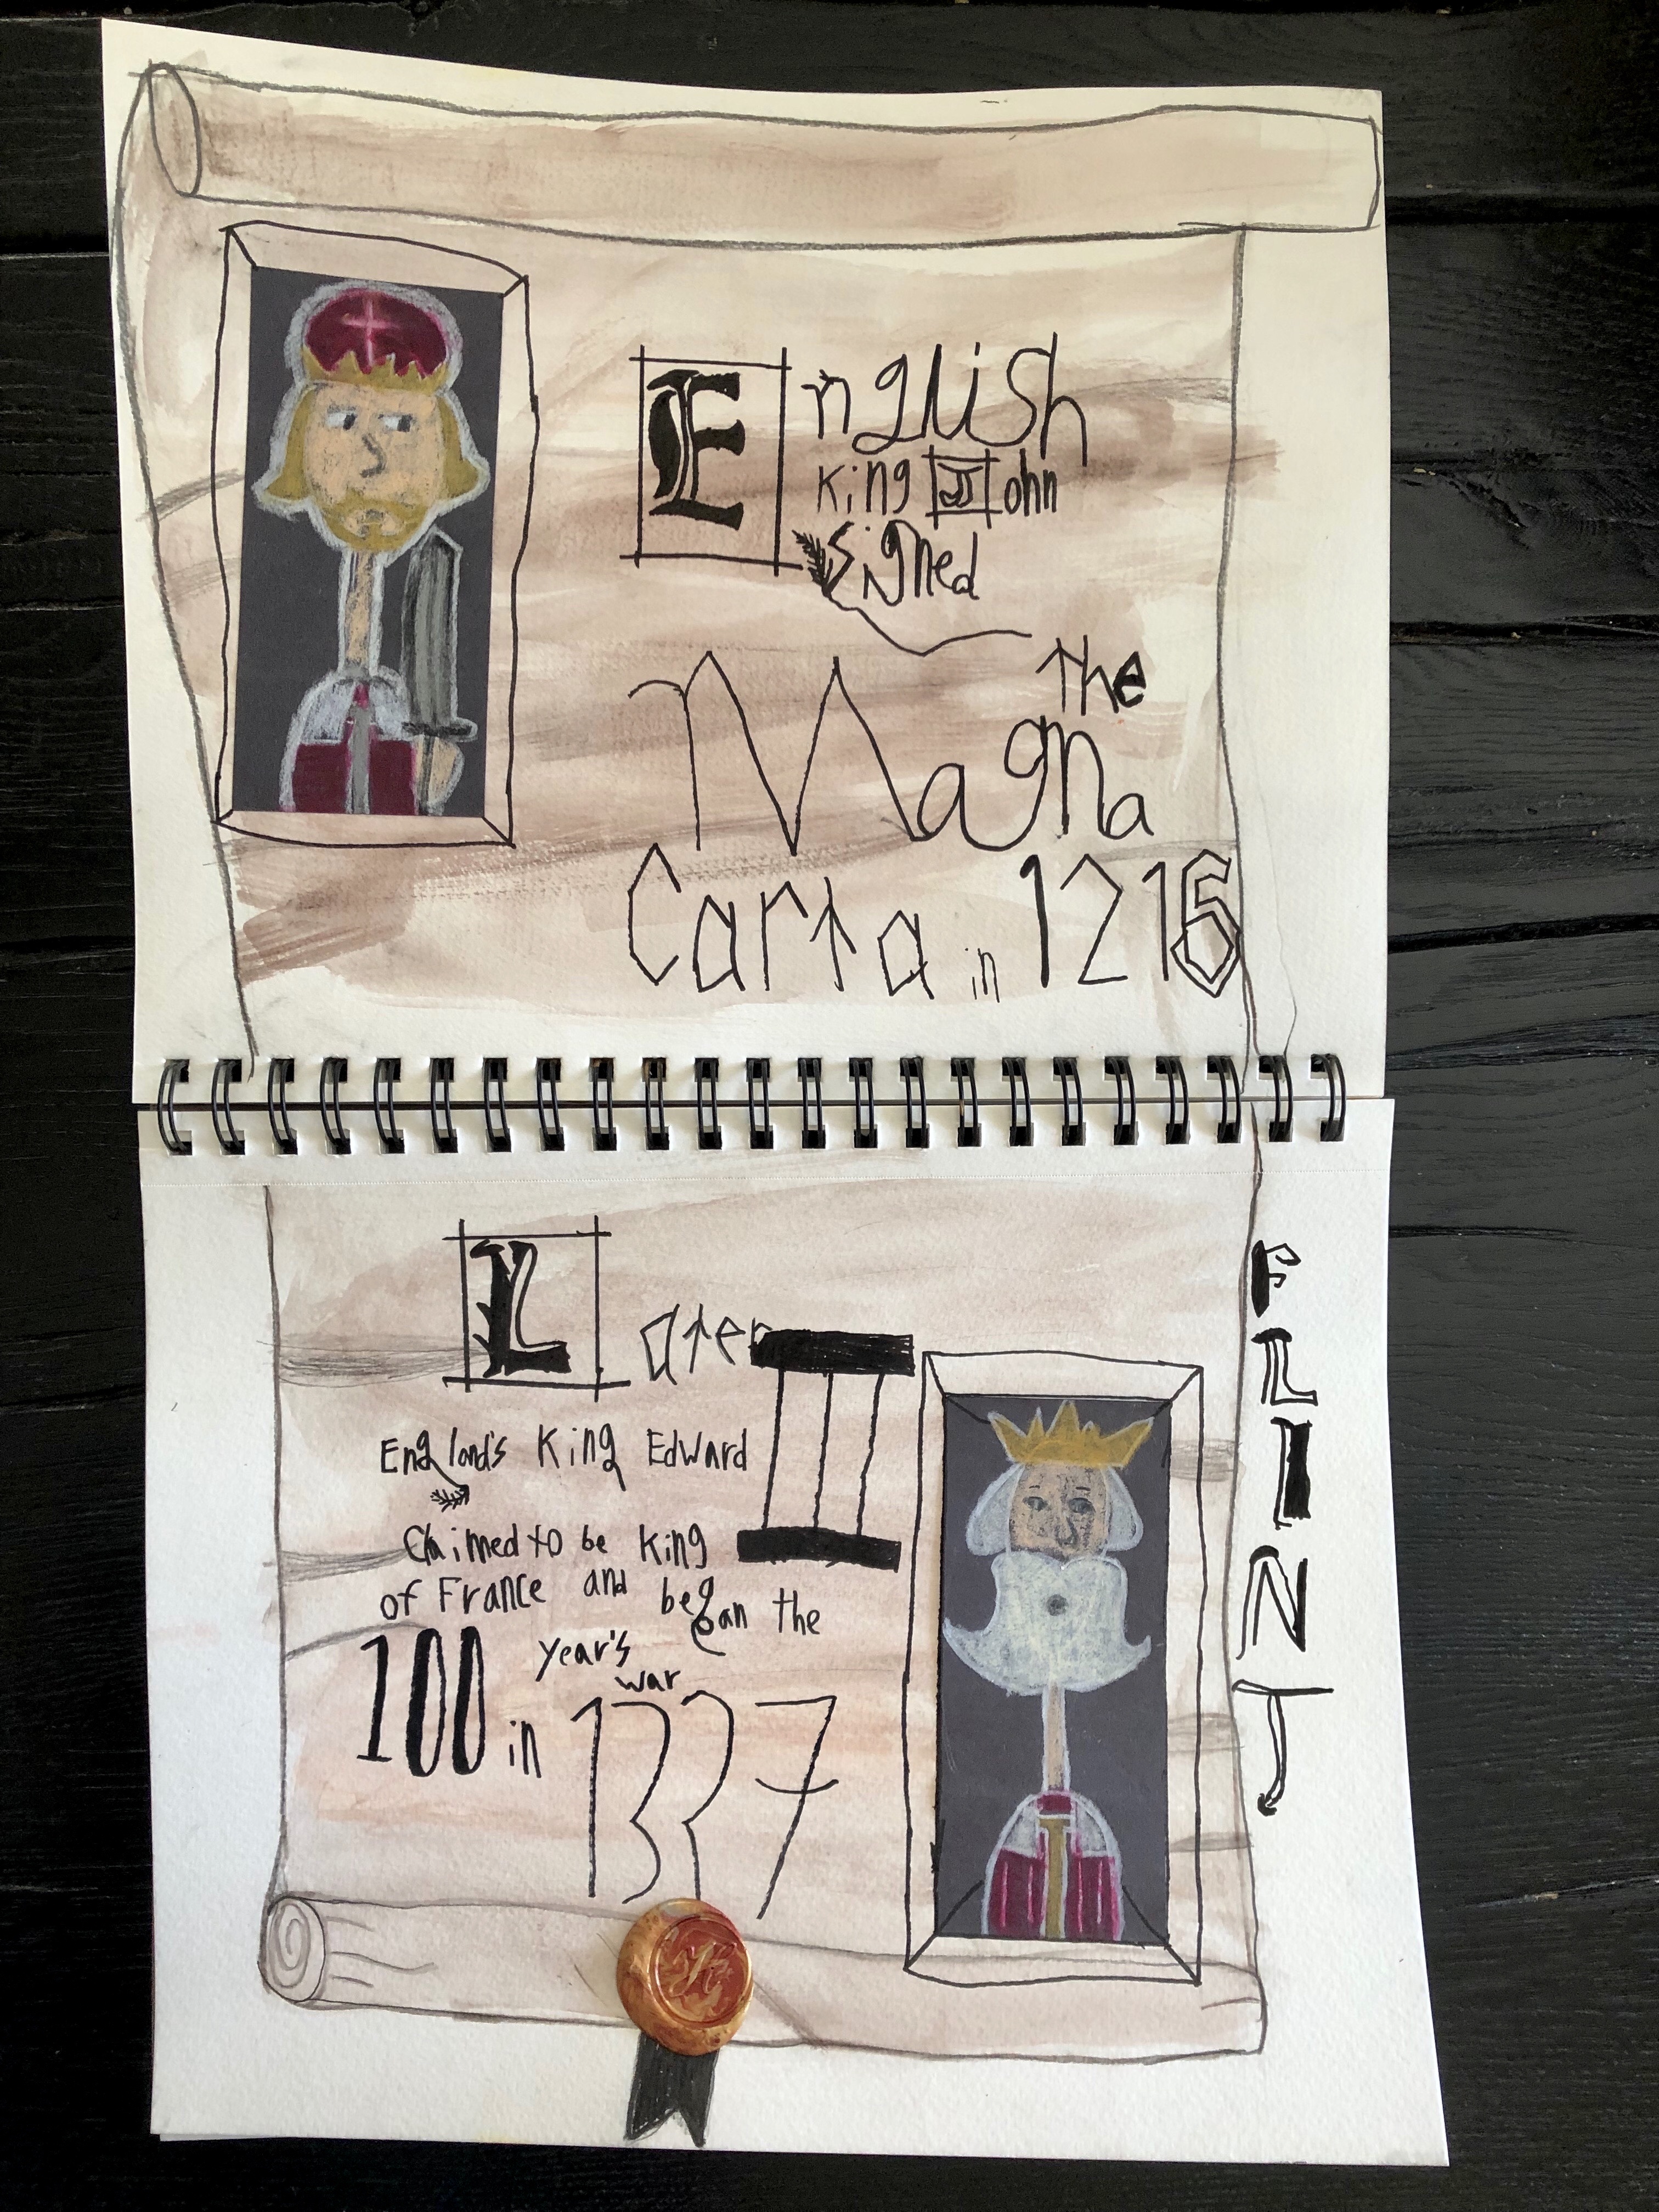 English
King John
signed
the
Magna
Carta in 1215
Later
England's King Edward III
Claimed to be King
of France and began the
100 year's
war
in 1337
FLINT